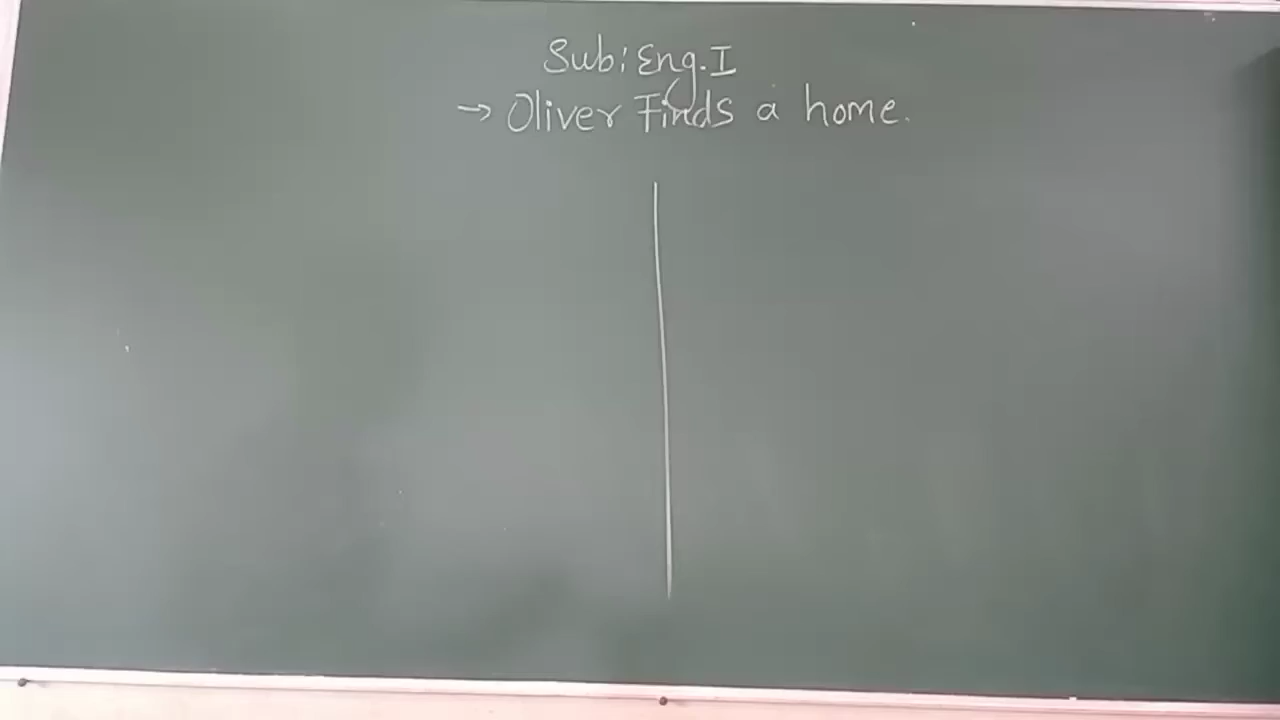 Sub: Eng. I
→ Oliver Finds a home.